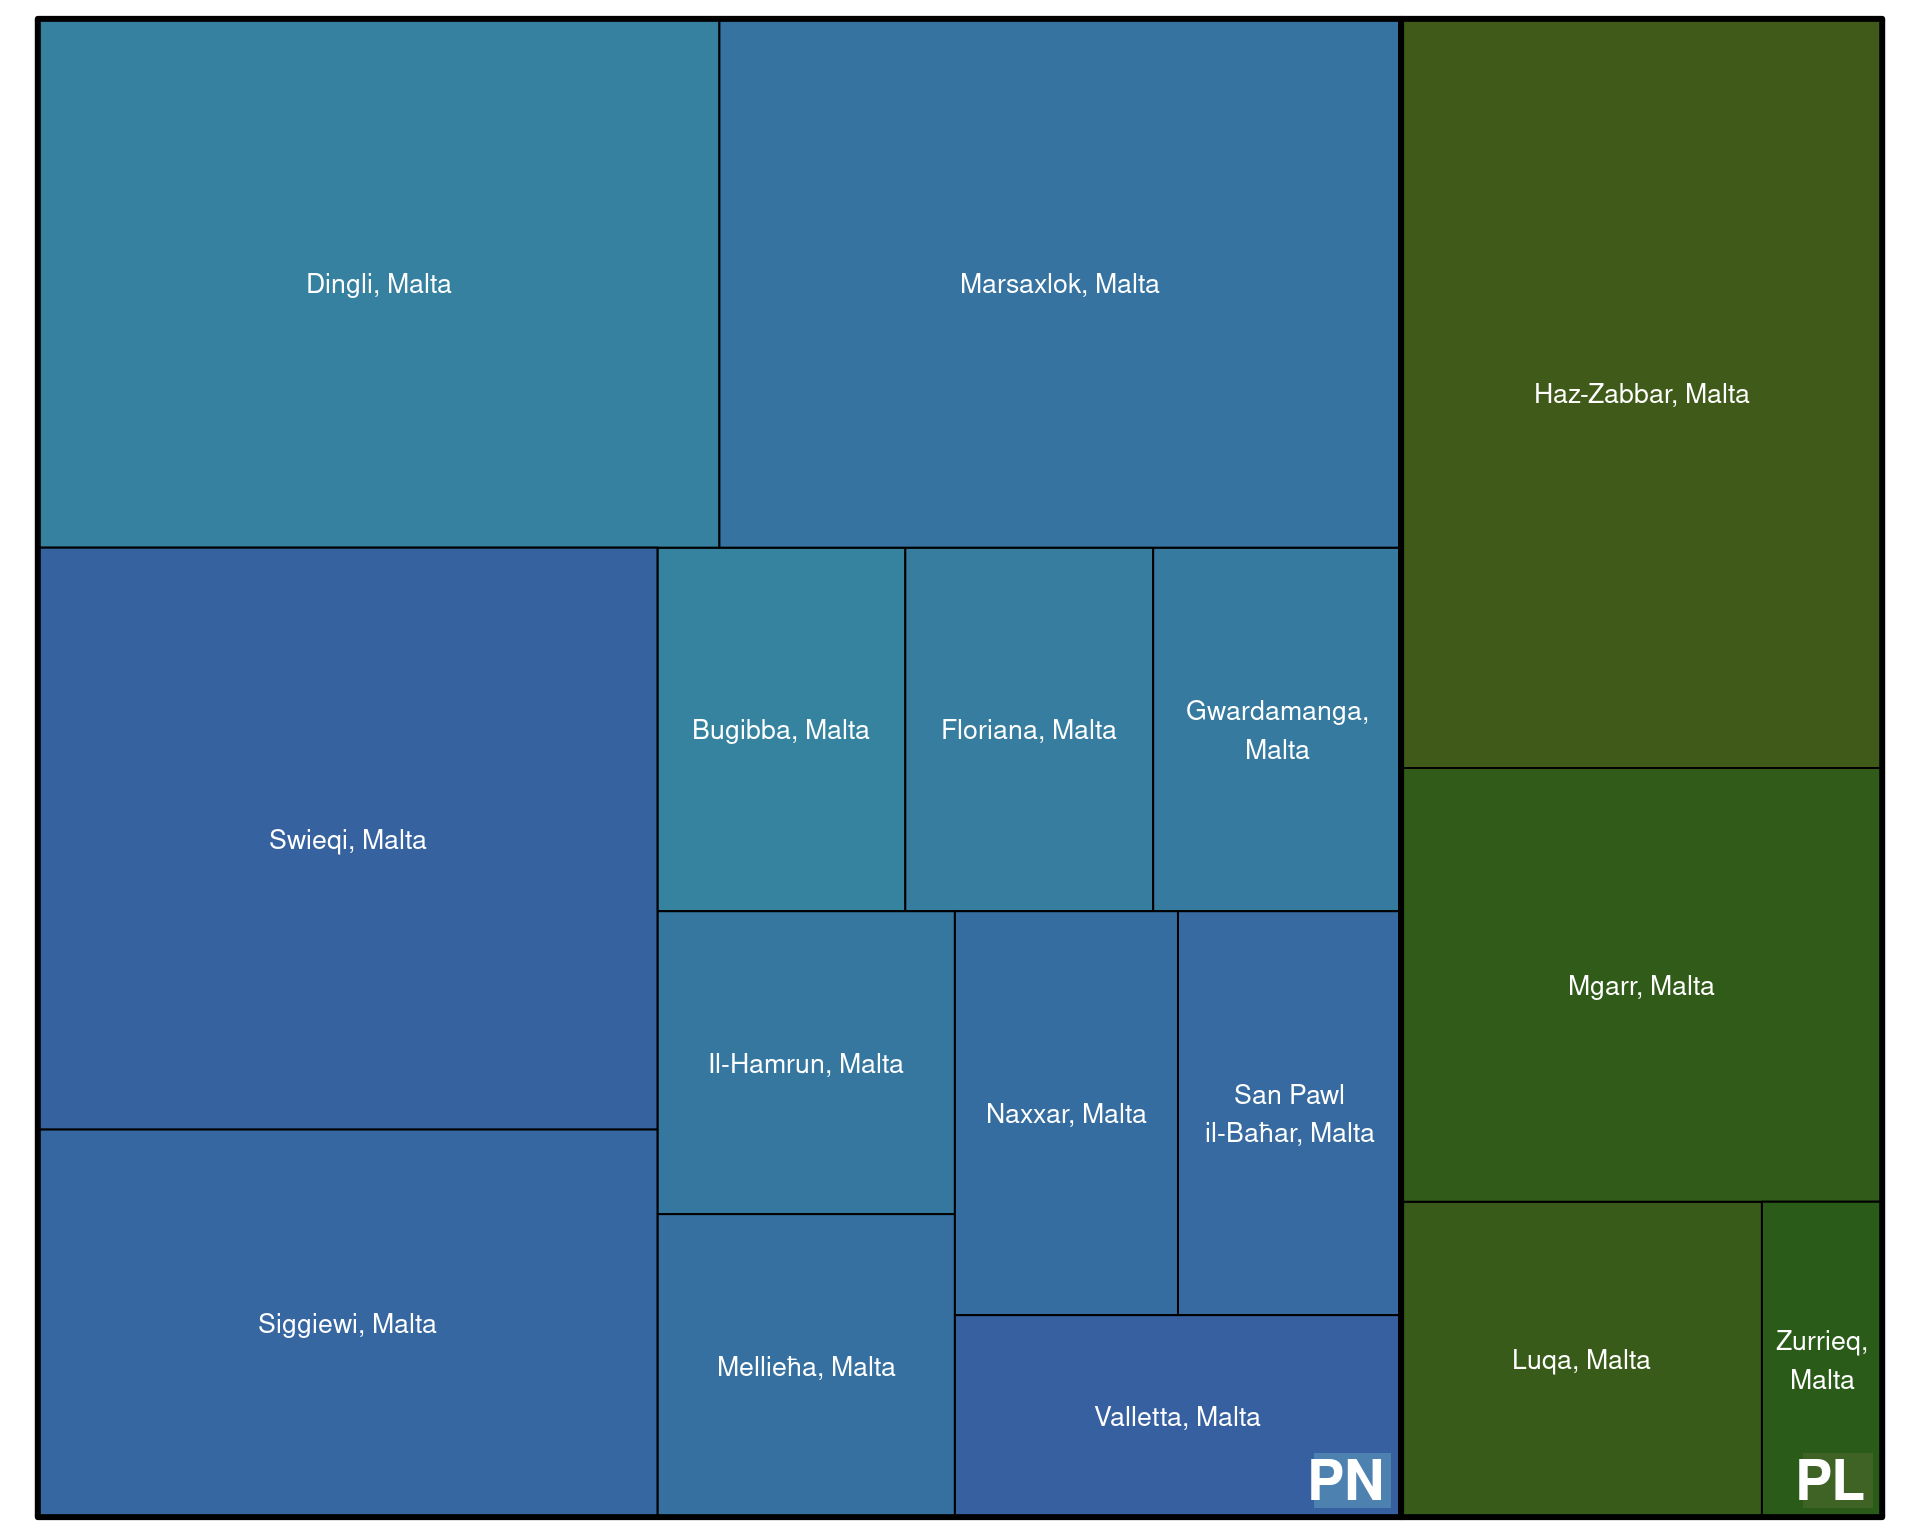 Dingli, Malta
Marsaxlok, Malta
Haz-Zabbar, Malta
Swieqi, Malta
Bugibba, Malta
Floriana, Malta
Gwardamanga,
Malta
Mgarr, Malta
Il-Hamrun, Malta
Naxxar, Malta
San Pawl
il-Baħar, Malta
Siggiewi, Malta
Mellieħa, Malta
Valletta, Malta
Luqa, Malta
Zurrieq,
Malta
PN
PL